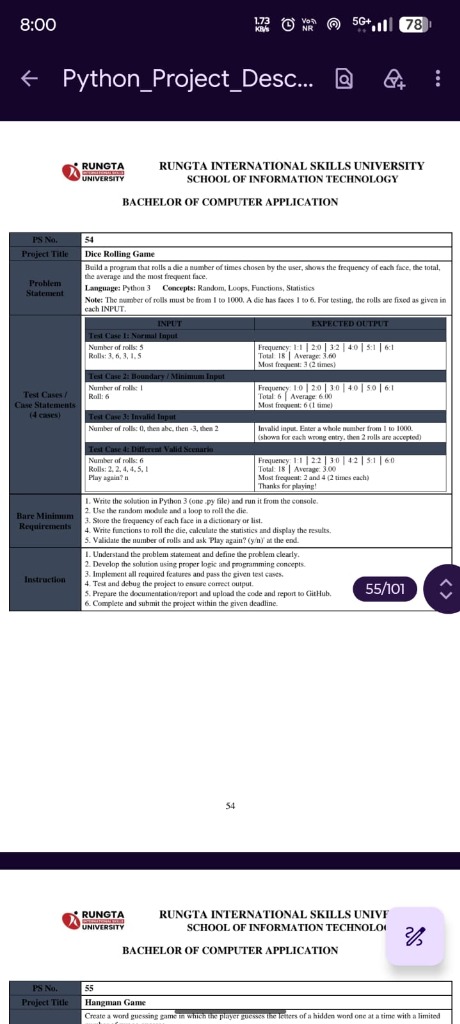 8:00
1.73 KB/s
Vo)) NR
5G+
78
Python_Project_Desc...
RUNGTA
UNIVERSITY
RUNGTA INTERNATIONAL SKILLS UNIVERSITY
SCHOOL OF INFORMATION TECHNOLOGY
BACHELOR OF COMPUTER APPLICATION
PS No.
54
Project Title
Dice Rolling Game
Problem Statement
Build a program that rolls a die a number of times chosen by the user, shows the frequency of each face, the total,
the average and the most frequent face.
Language: Python 3 Concepts: Random, Loops, Functions, Statistics
Note: The number of rolls must be from 1 to 1000. A die has faces 1 to 6. For testing, the rolls are fixed as given in
each INPUT.
Test Cases /
Case Statements
(4 cases)
INPUT
EXPECTED OUTPUT
Test Case 1: Normal Input
Number of rolls: 5
Rolls: 3, 6, 3, 1, 5
Frequency: 1:1 | 2:0 | 3:2 | 4:0 | 5:1 | 6:1
Total: 18 | Average: 3.60
Most frequent: 3 (2 times)
Test Case 2: Boundary / Minimum Input
Number of rolls: 1
Roll: 6
Frequency: 1:0 | 2:0 | 3:0 | 4:0 | 5:0 | 6:1
Total: 6 | Average: 6.00
Most frequent: 6 (1 time)
Test Case 3: Invalid Input
Number of rolls: 0, then abc, then -3, then 2
Invalid input. Enter a whole number from 1 to 1000.
(shown for each wrong entry, then 2 rolls are accepted)
Test Case 4: Different Valid Scenario
Number of rolls: 6
Rolls: 2, 2, 4, 4, 5, 1
Play again? n
Frequency: 1:1 | 2:2 | 3:0 | 4:2 | 5:1 | 6:0
Total: 18 | Average: 3.00
Most frequent: 2 and 4 (2 times each)
Thanks for playing!
Bare Minimum
Requirements
1. Write the solution in Python 3 (one .py file) and run it from the console.
2. Use the random module and a loop to roll the die.
3. Store the frequency of each face in a dictionary or list.
4. Write functions to roll the die, calculate the statistics and display the results.
5. Validate the number of rolls and ask 'Play again? (y/n)' at the end.
Instruction
1. Understand the problem statement and define the problem clearly.
2. Develop the solution using proper logic and programming concepts.
3. Implement all required features and pass the given test cases.
4. Test and debug the project to ensure correct output.
5. Prepare the documentation/report and upload the code and report to GitHub.
6. Complete and submit the project within the given deadline.
55/101
54
RUNGTA
UNIVERSITY
RUNGTA INTERNATIONAL SKILLS UNIVE
SCHOOL OF INFORMATION TECHNOLO
BACHELOR OF COMPUTER APPLICATION
PS No.
55
Project Title
Hangman Game
Create a word guessing game in which the player guesses the letters of a hidden word one at a time with a limited